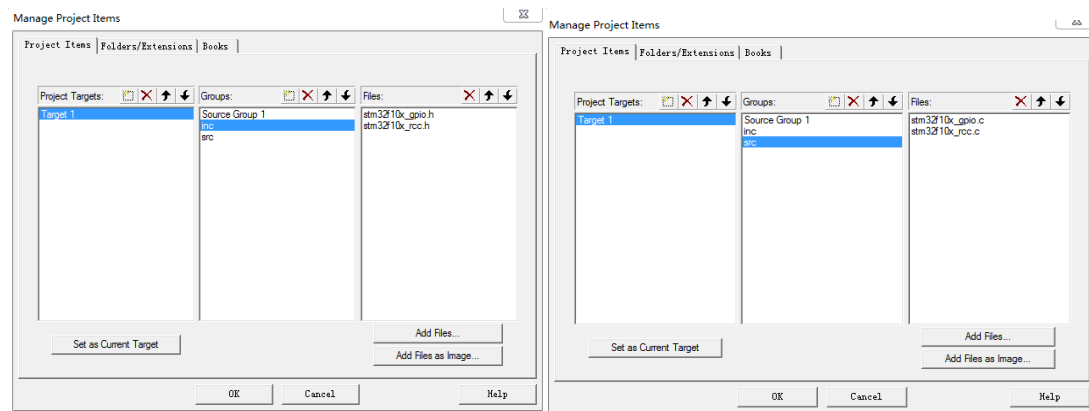 Manage Project Items
Project Items Folders/Extensions Books
Project Targets: Groups: Files:
Target 1 Source Group 1 stm32f10x_gpio.h
inc stm32f10x_rcc.h
src
Add Files...
Set as Current Target
Add Files as Image...
OK Cancel Help
Manage Project Items
Project Items Folders/Extensions Books
Project Targets: Groups: Files:
Target 1 Source Group 1 stm32f10x_gpio.c
inc stm32f10x_rcc.c
src
Add Files...
Set as Current Target
Add Files as Image...
OK Cancel Help